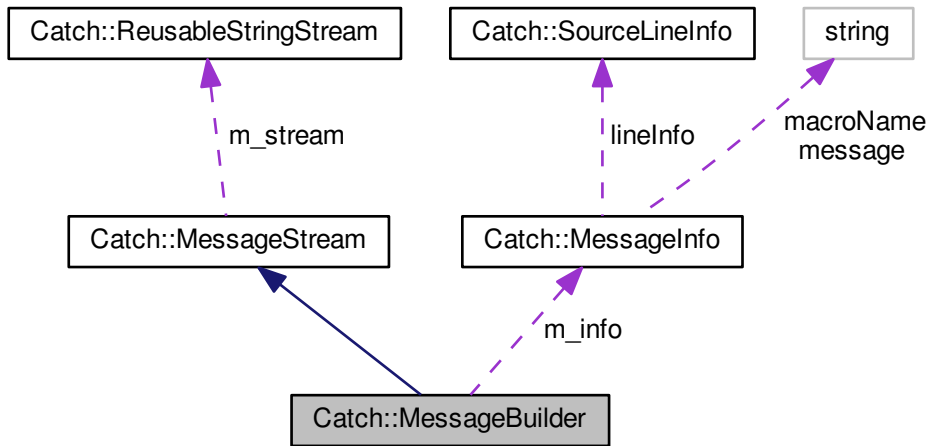 Catch::ReusableStringStream
Catch::SourceLineInfo
string
m_stream
lineInfo
macroName
message
Catch::MessageStream
Catch::MessageInfo
m_info
Catch::MessageBuilder